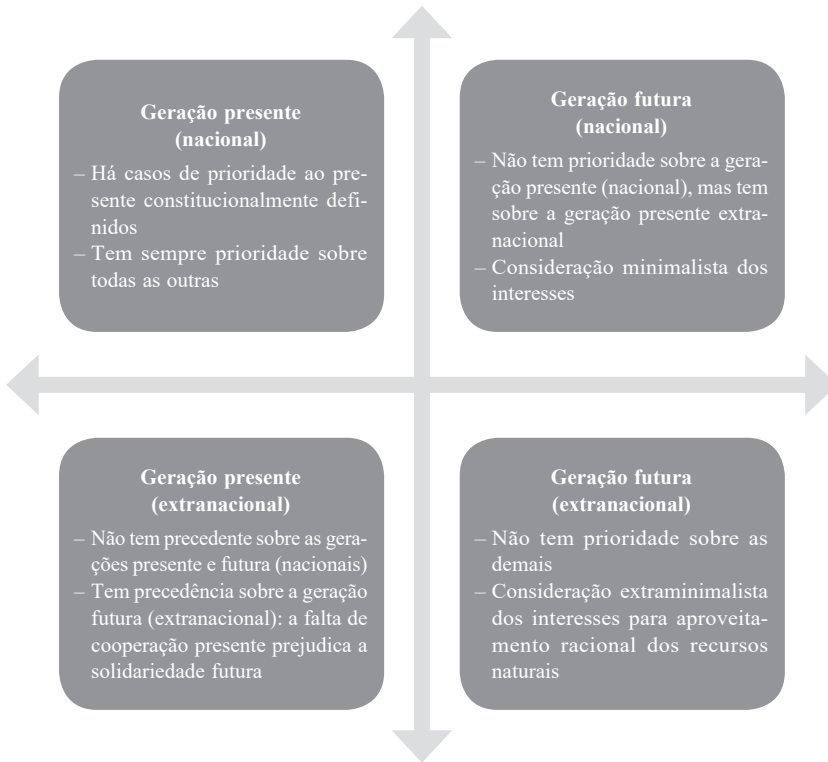 Geração presente
(nacional)
– Há casos de prioridade ao pre-
sente constitucionalmente defi-
nidos
– Tem sempre prioridade sobre
todas as outras
Geração futura
(nacional)
– Não tem prioridade sobre a gera-
ção presente (nacional), mas tem
sobre a geração presente extra-
nacional
– Consideração minimalista dos
interesses
Geração presente
(extranacional)
– Não tem precedente sobre as gera-
ções presente e futura (nacionais)
– Tem precedência sobre a geração
futura (extranacional): a falta de
cooperação presente prejudica a
solidariedade futura
Geração futura
(extranacional)
– Não tem prioridade sobre as
demais
– Consideração extraminimalista
dos interesses para aproveita-
mento racional dos recursos
naturais